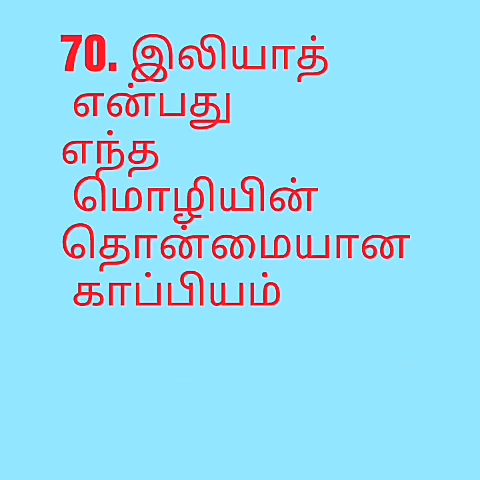 70. இலியாத்
என்பது
எந்த
மொழியின்
தொன்மையான
காப்பியம்